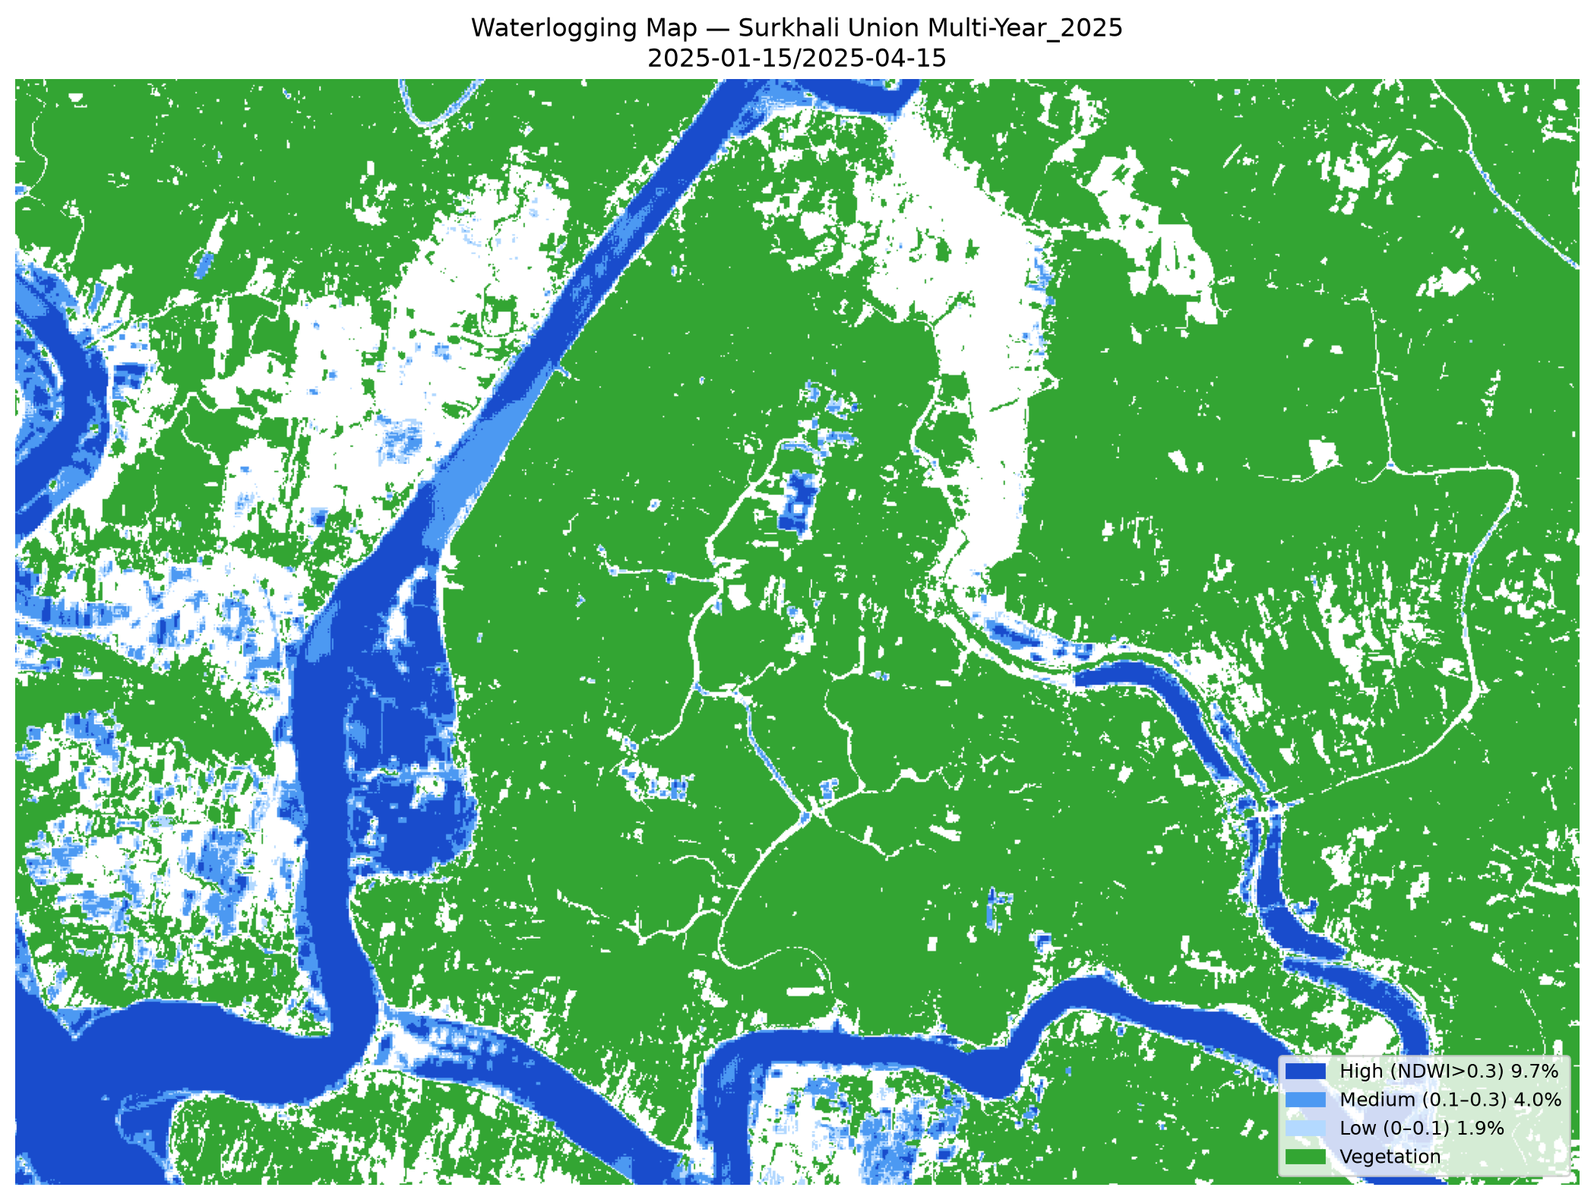 Waterlogging Map — Surkhali Union Multi-Year_2025
2025-01-15/2025-04-15
High (NDWI>0.3) 9.7%
Medium (0.1–0.3) 4.0%
Low (0–0.1) 1.9%
Vegetation